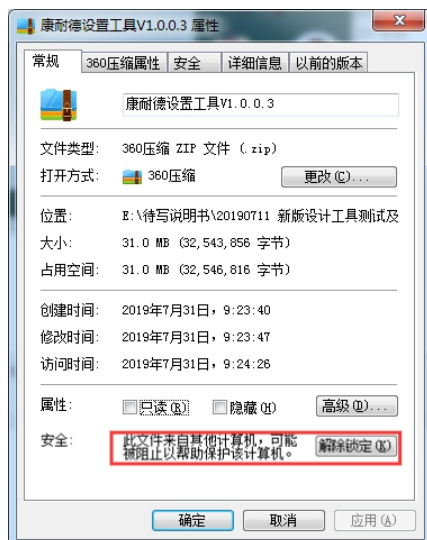 康耐德设置工具V1.0.0.3 属性
常规 360压缩属性 安全 详细信息 以前的版本
康耐德设置工具V1.0.0.3
文件类型: 360压缩 ZIP 文件 (.zip)
打开方式: 360压缩 更改(C)...
位置: E:\待写说明书\20190711 新版设计工具测试及
大小: 31.0 MB (32,543,856 字节)
占用空间: 31.0 MB (32,546,816 字节)
创建时间: 2019年7月31日，9:23:40
修改时间: 2019年7月31日，9:23:47
访问时间: 2019年7月31日，9:24:26
属性: 只读(R) 隐藏(H) 高级(D)...
安全: 此文件来自其他计算机，可能 解除锁定(K)
被阻止以帮助保护该计算机。
确定 取消 应用(A)